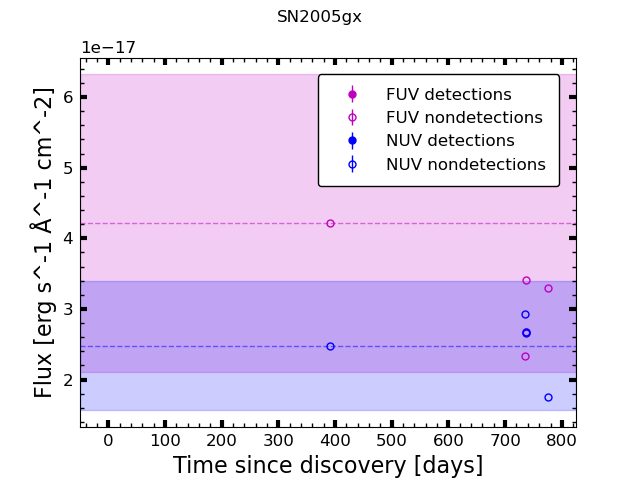 SN2005gx
1e−17
FUV detections
FUV nondetections
NUV detections
NUV nondetections
6
5
4
3
2
Flux [erg s^-1 Å^-1 cm^-2]
0 100 200 300 400 500 600 700 800
Time since discovery [days]